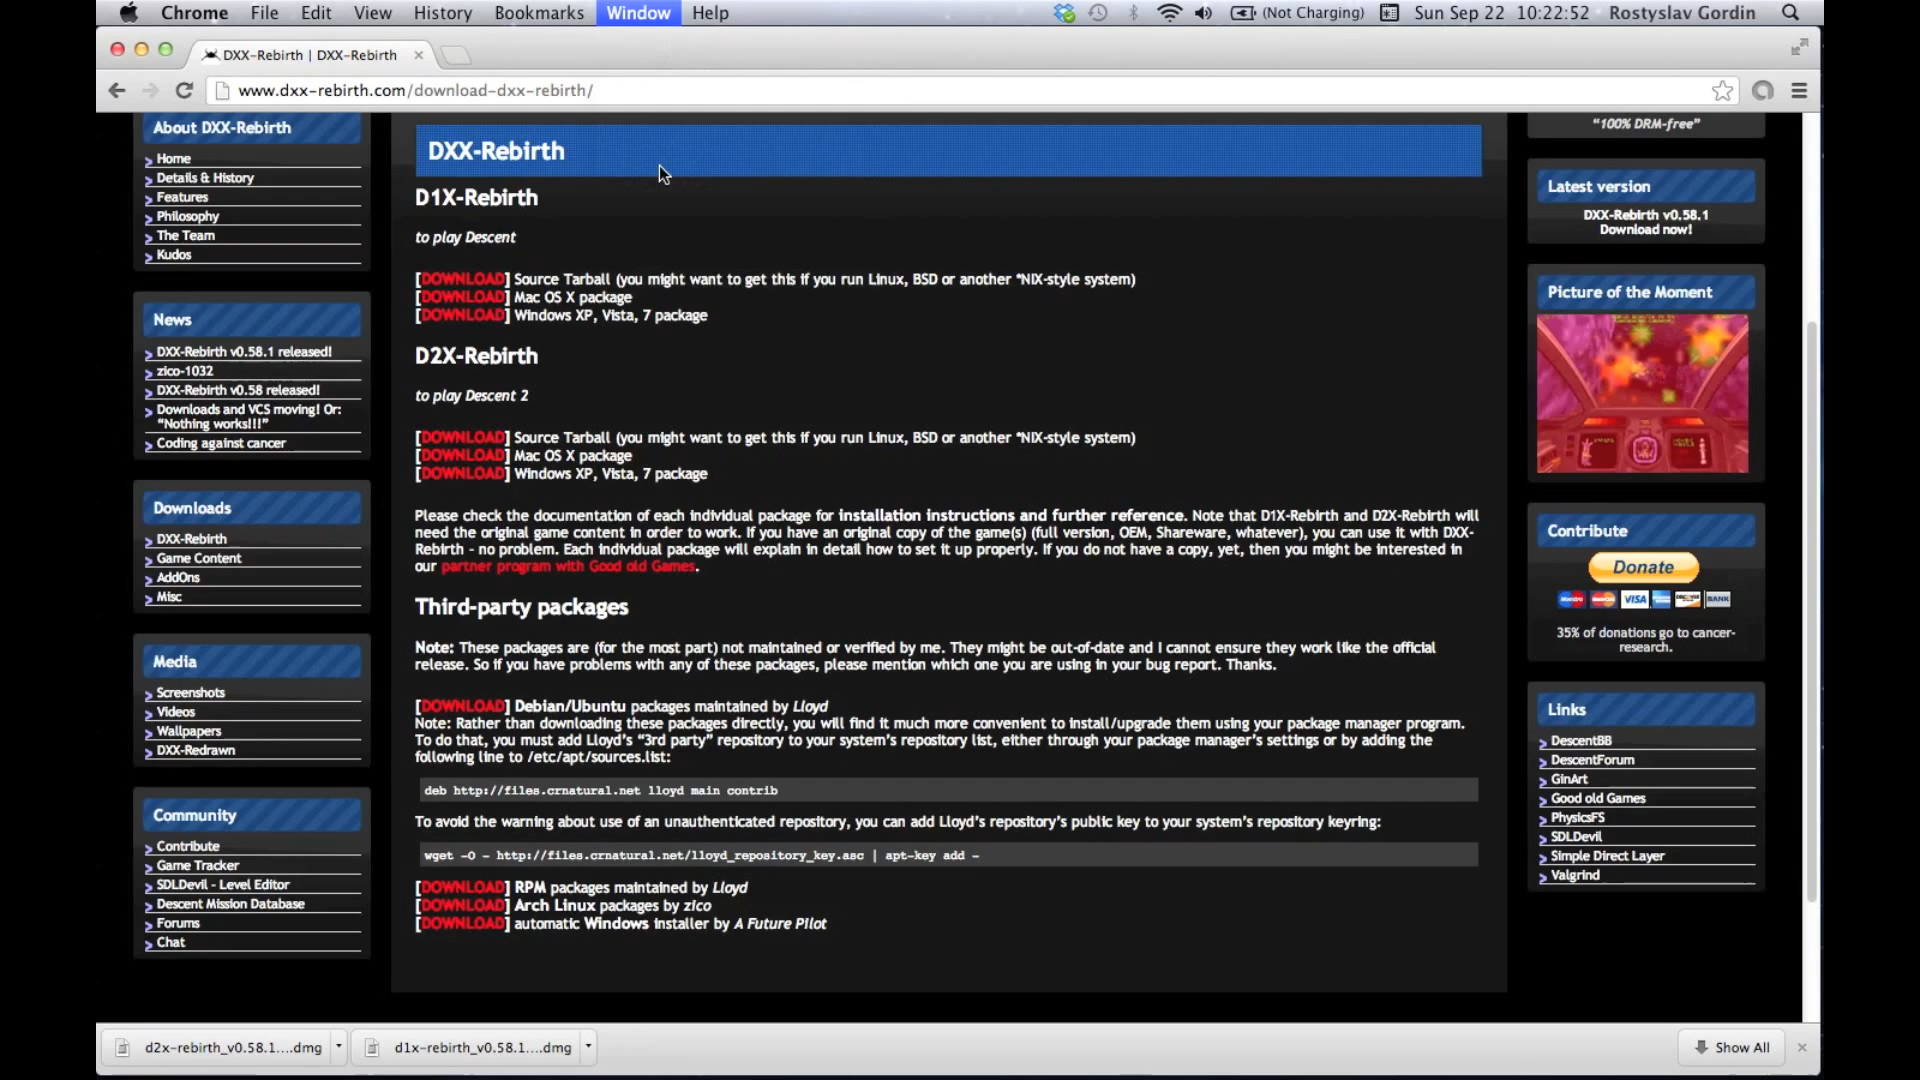 Chrome File Edit View History Bookmarks Window Help (Not Charging) Sun Sep 22 10:22:52 Rostyslav Gordin
DXX-Rebirth | DXX-Rebirth
www.dxx-rebirth.com/download-dxx-rebirth/
About DXX-Rebirth
Home
Details & History
Features
Philosophy
The Team
Kudos
News
DXX-Rebirth v0.58.1 released!
zico-1032
DXX-Rebirth v0.58 released!
Downloads and VCS moving! Or:
“Nothing works!!!”
Coding against cancer
Downloads
DXX-Rebirth
Game Content
AddOns
Misc
Media
Screenshots
Videos
Wallpapers
DXX-Redrawn
Community
Contribute
Game Tracker
SDLDevil - Level Editor
Descent Mission Database
Forums
Chat
DXX-Rebirth
D1X-Rebirth
to play Descent
[DOWNLOAD] Source Tarball (you might want to get this if you run Linux, BSD or another *NIX-style system)
[DOWNLOAD] Mac OS X package
[DOWNLOAD] Windows XP, Vista, 7 package
D2X-Rebirth
to play Descent 2
[DOWNLOAD] Source Tarball (you might want to get this if you run Linux, BSD or another *NIX-style system)
[DOWNLOAD] Mac OS X package
[DOWNLOAD] Windows XP, Vista, 7 package
Please check the documentation of each individual package for installation instructions and further reference. Note that D1X-Rebirth and D2X-Rebirth will
need the original game content in order to work. If you have an original copy of the game(s) (full version, OEM, Shareware, whatever), you can use it with DXX-
Rebirth - no problem. Each individual package will explain in detail how to set it up properly. If you do not have a copy, yet, then you might be interested in
our partner program with Good old Games.
Third-party packages
Note: These packages are (for the most part) not maintained or verified by me. They might be out-of-date and I cannot ensure they work like the official
release. So if you have problems with any of these packages, please mention which one you are using in your bug report. Thanks.
[DOWNLOAD] Debian/Ubuntu packages maintained by Lloyd
Note: Rather than downloading these packages directly, you will find it much more convenient to install/upgrade them using your package manager program.
To do that, you must add Lloyd’s “3rd party” repository to your system’s repository list, either through your package manager’s settings or by adding the
following line to /etc/apt/sources.list:
deb http://files.crnatural.net lloyd main contrib
To avoid the warning about use of an unauthenticated repository, you can add Lloyd’s repository’s public key to your system’s repository keyring:
wget -O - http://files.crnatural.net/lloyd_repository_key.asc | apt-key add -
[DOWNLOAD] RPM packages maintained by Lloyd
[DOWNLOAD] Arch Linux packages by zico
[DOWNLOAD] automatic Windows installer by A Future Pilot
“100% DRM-free”
Latest version
DXX-Rebirth v0.58.1
Download now!
Picture of the Moment
Contribute
Donate
VISA BANK
35% of donations go to cancer-
research.
Links
DescentBB
DescentForum
GinArt
Good old Games
PhysicsFS
SDLDevil
Simple Direct Layer
Valgrind
d2x-rebirth_v0.58.1....dmg d1x-rebirth_v0.58.1....dmg Show All